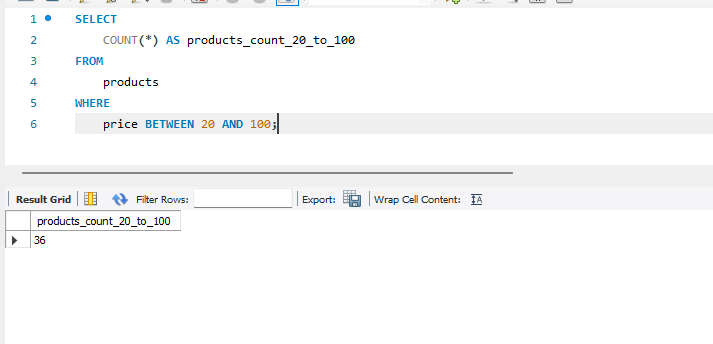 1 SELECT
2 COUNT(*) AS products_count_20_to_100
3 FROM
4 products
5 WHERE
6 price BETWEEN 20 AND 100;
Result Grid Filter Rows: Export: Wrap Cell Content:
products_count_20_to_100
36